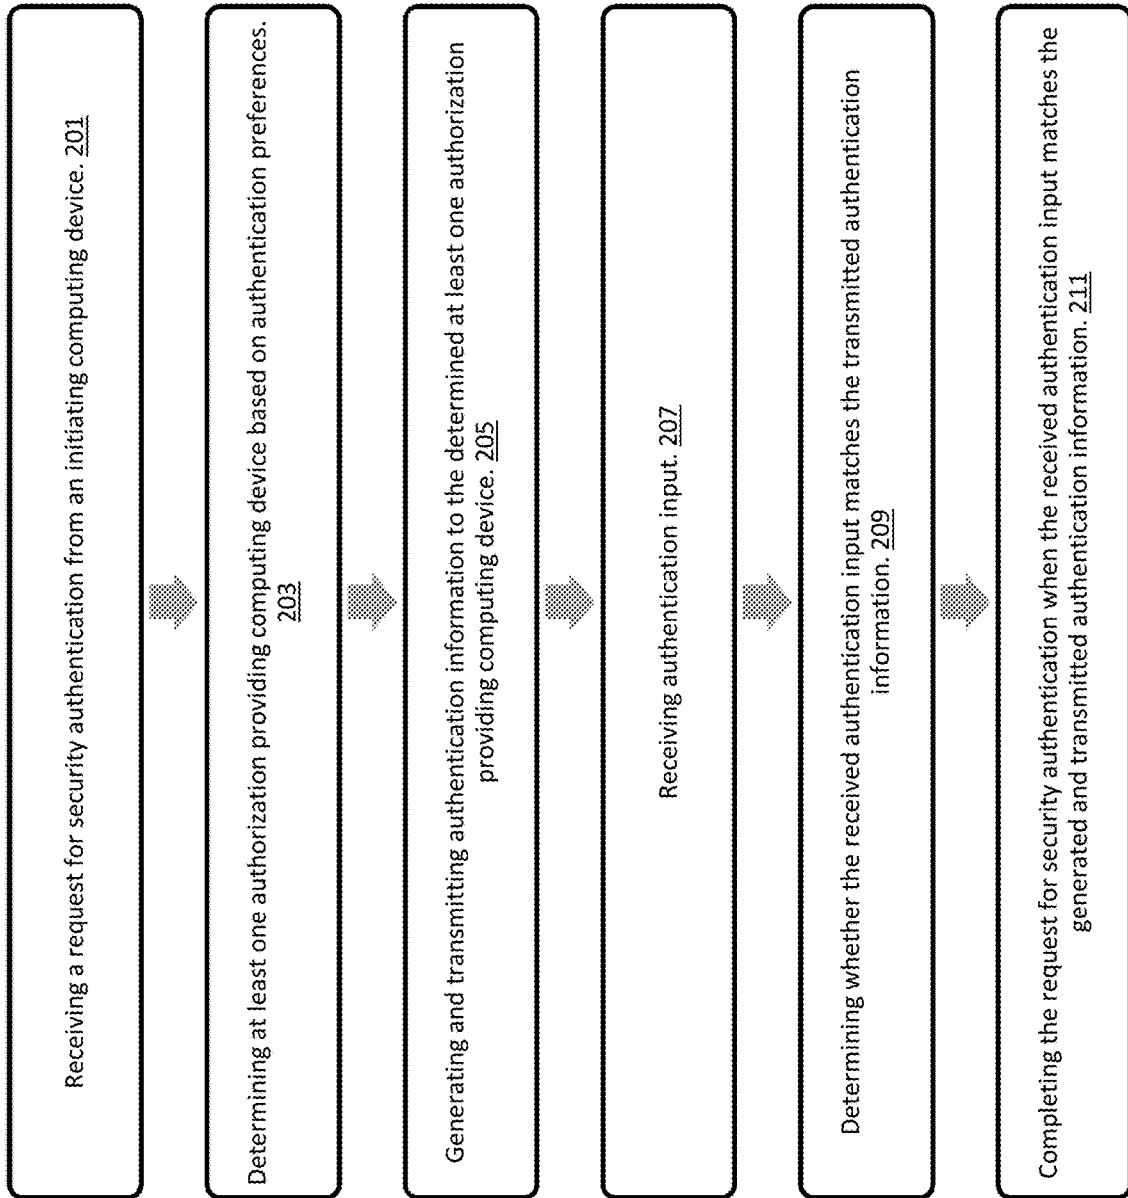 Receiving a request for security authentication from an initiating computing device. 201
Determining at least one authorization providing computing device based on authentication preferences.
203
Generating and transmitting authentication information to the determined at least one authorization
providing computing device. 205
Receiving authentication input. 207
Determining whether the received authentication input matches the transmitted authentication
information. 209
Completing the request for security authentication when the received authentication input matches the
generated and transmitted authentication information. 211